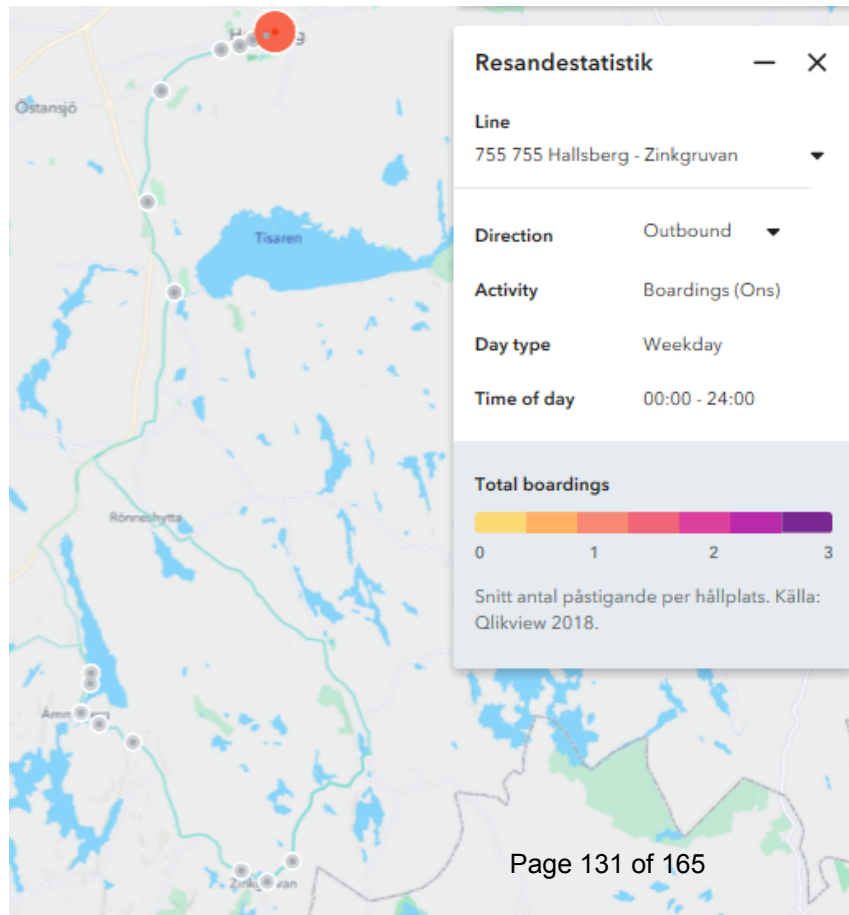 Östansjö
Tisaren
Rönneshytta
Resandestatistik
Line
755 755 Hallsberg - Zinkgruvan
Direction
Outbound
Activity
Boardings (Ons)
Day type
Weekday
Time of day
00:00 - 24:00
Total boardings
0 1 2 3
Snitt antal påstigande per hållplats. Källa:
Qlikview 2018.
Page 131 of 165